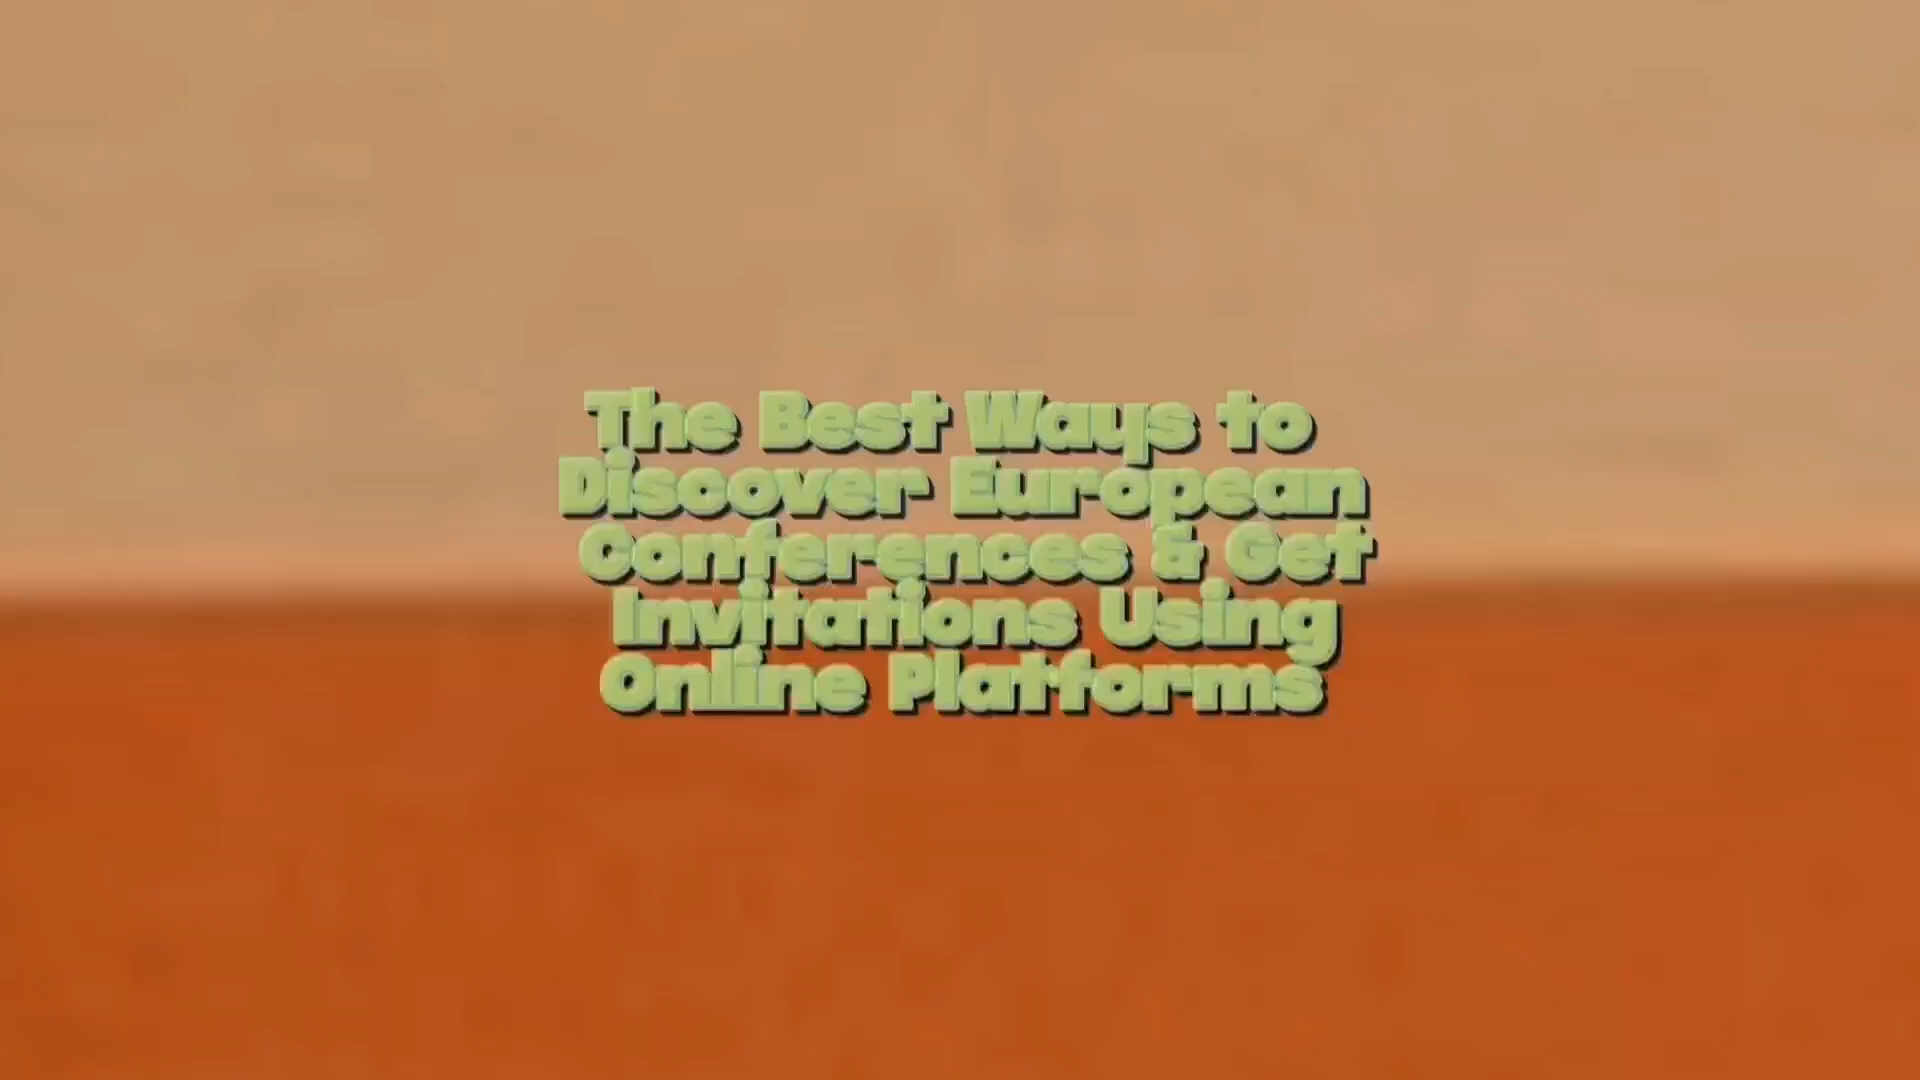 The Best Ways to
Discover European
Conferences & Get
Invitations Using
Online Platforms